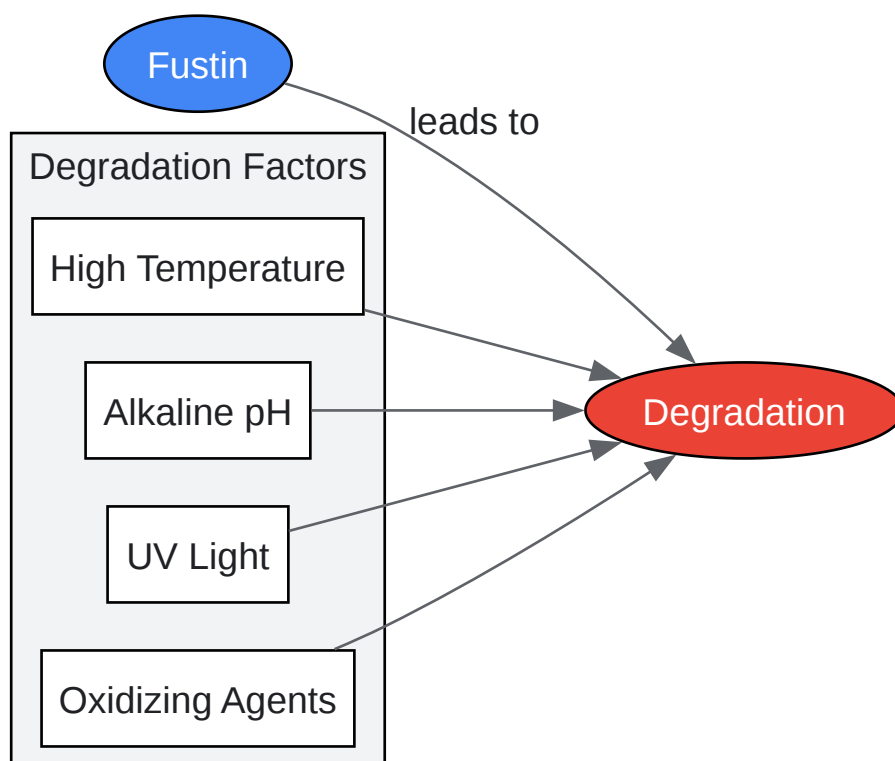 Fustin
leads to
Degradation Factors
High Temperature
Alkaline pH
Degradation
UV Light
Oxidizing Agents